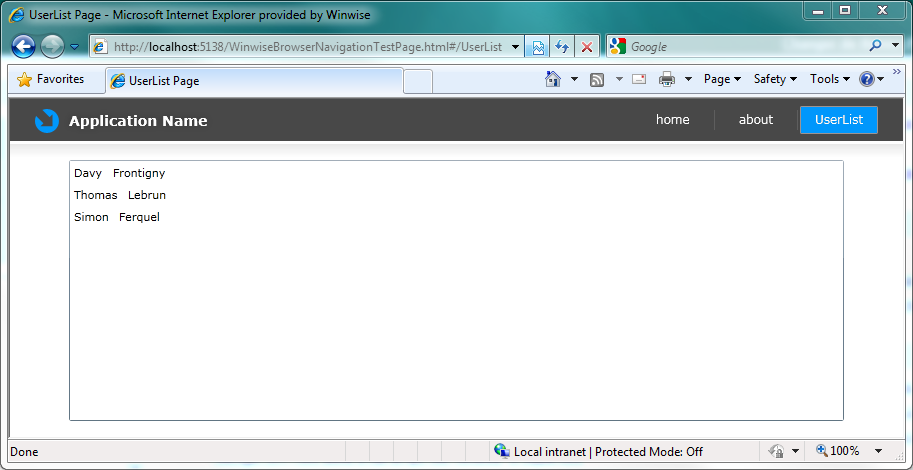 UserList Page - Microsoft Internet Explorer provided by Winwise
http://localhost:5138/WinwiseBrowserNavigationTestPage.html#/UserList
Google
Favorites
UserList Page
Page
Safety
Tools
»
Application Name
home
about
UserList
Davy Frontigny
Thomas Lebrun
Simon Ferquel
Done
Local intranet | Protected Mode: Off
100%